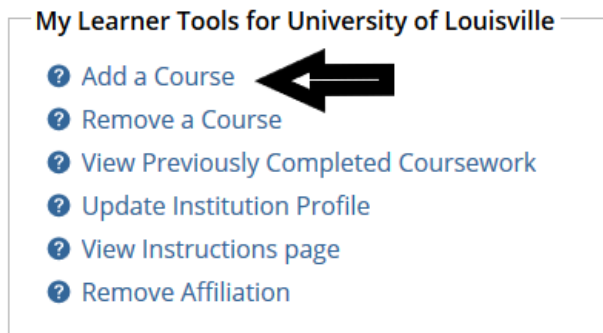 My Learner Tools for University of Louisville
? Add a Course
? Remove a Course
? View Previously Completed Coursework
? Update Institution Profile
? View Instructions page
? Remove Affiliation